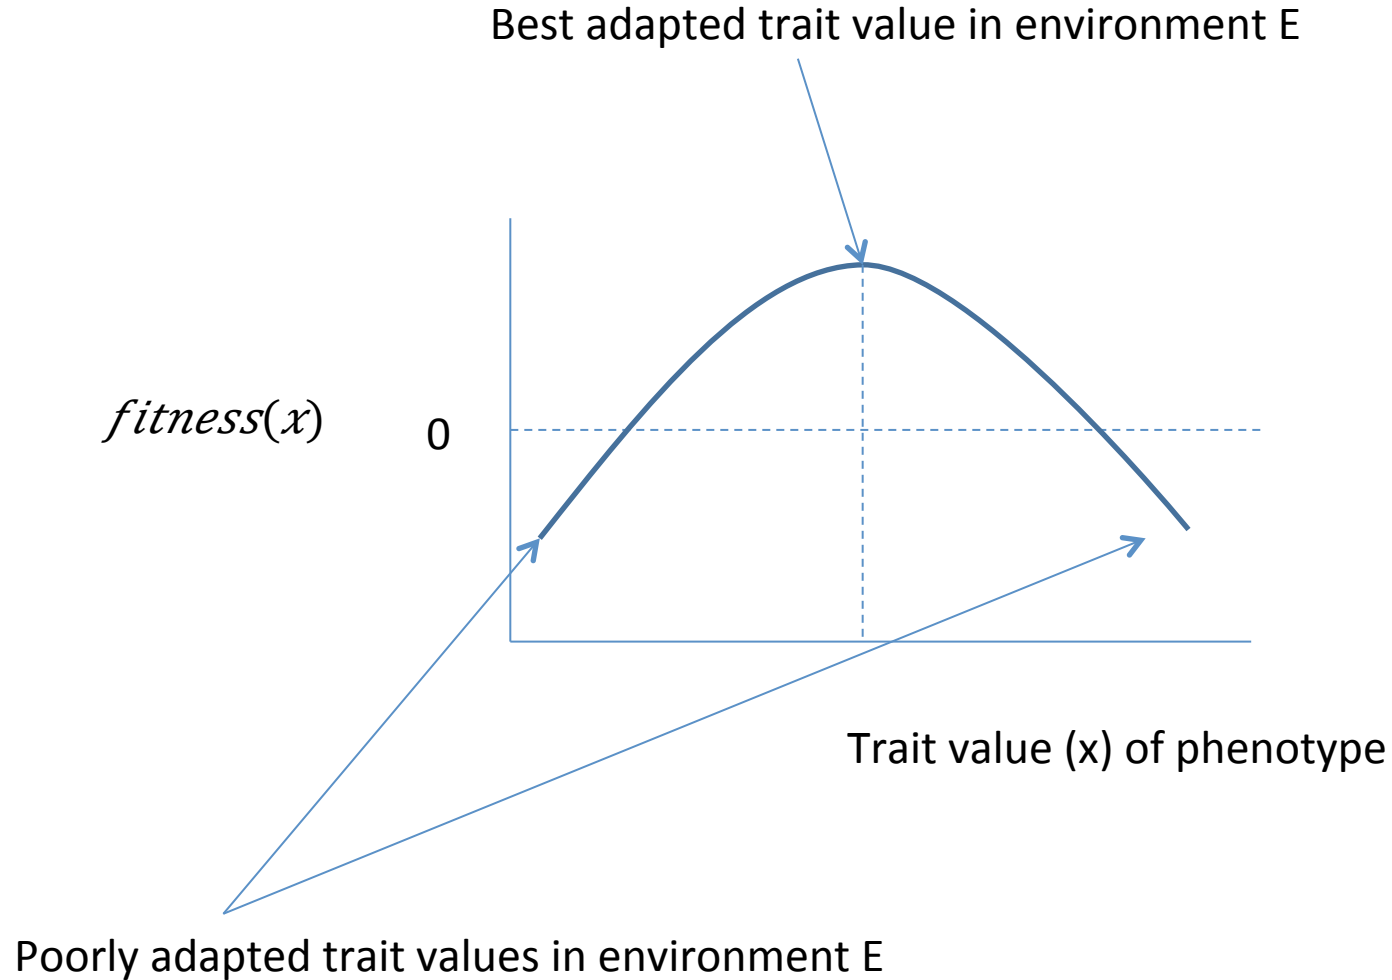 Best adapted trait value in environment E
fitness(x)
0
Trait value (x) of phenotype
Poorly adapted trait values in environment E